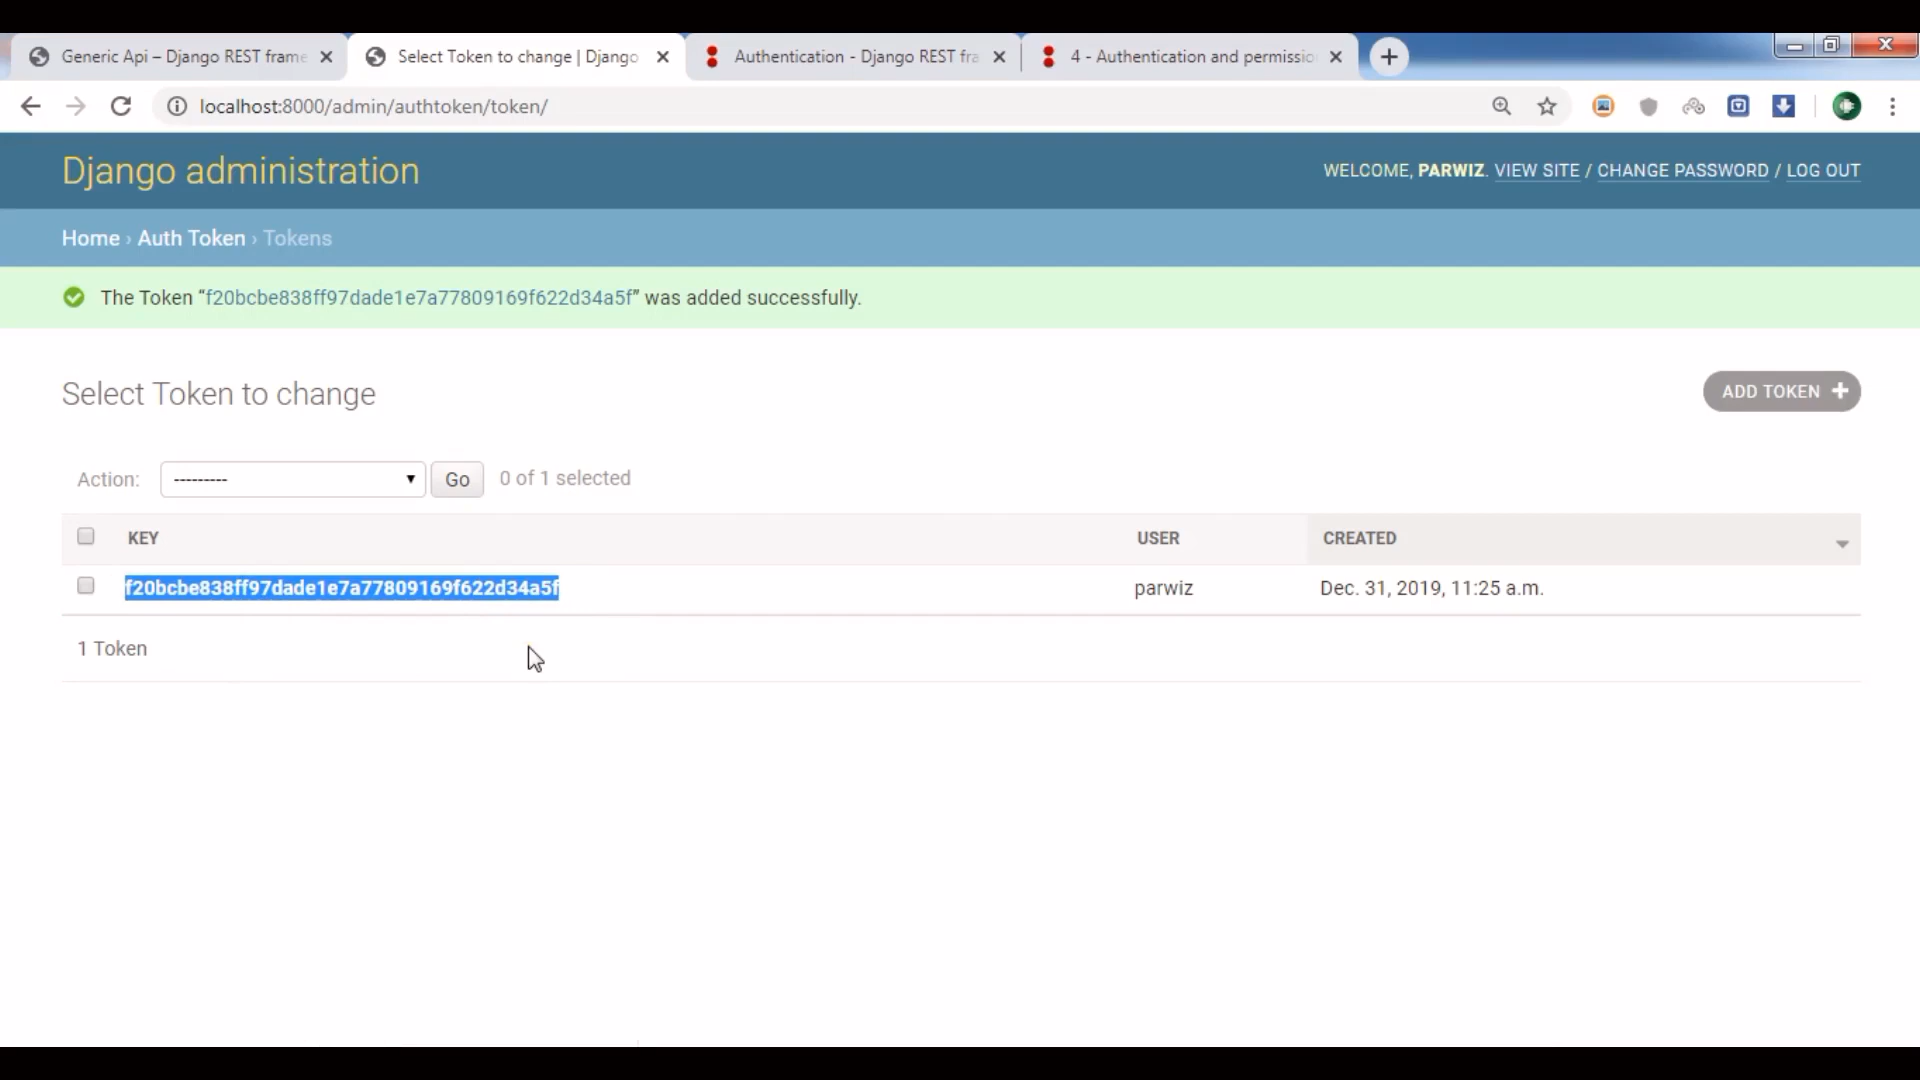 Generic Api – Django REST frame
Select Token to change | Django
Authentication - Django REST fra
4 - Authentication and permissio
localhost:8000/admin/authtoken/token/
Django administration
WELCOME, PARWIZ. VIEW SITE / CHANGE PASSWORD / LOG OUT
Home › Auth Token › Tokens
The Token “f20bcbe838ff97dade1e7a77809169f622d34a5f” was added successfully.
Select Token to change
ADD TOKEN +
Action: --------- Go 0 of 1 selected
KEY USER CREATED
f20bcbe838ff97dade1e7a77809169f622d34a5f parwiz Dec. 31, 2019, 11:25 a.m.
1 Token